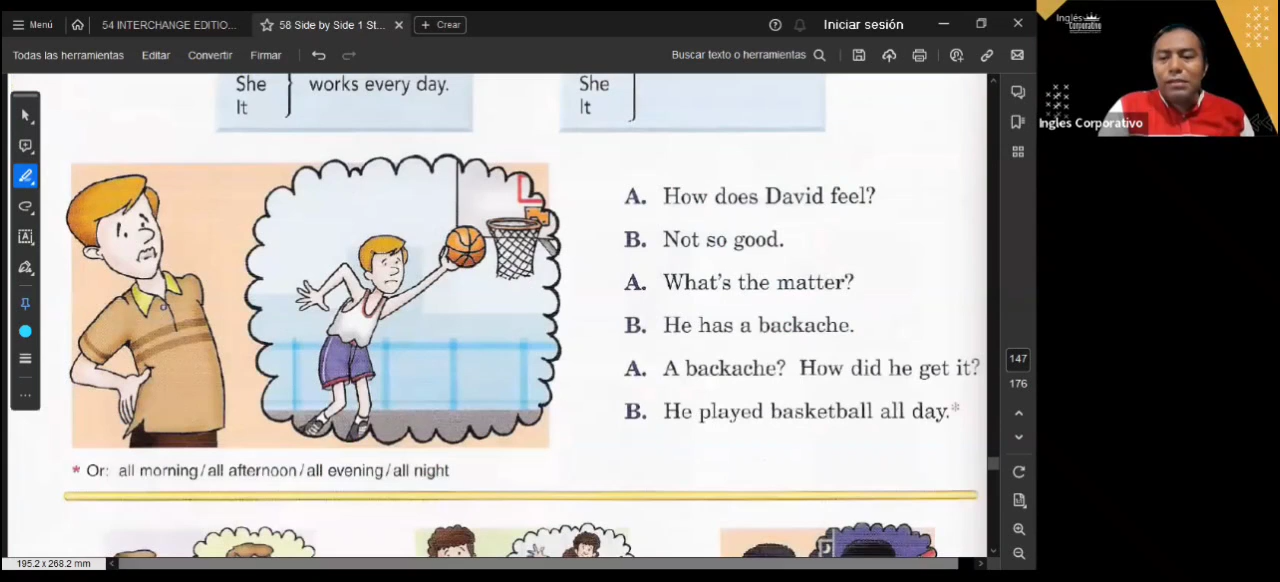 Menú
54 INTERCHANGE EDITIO...
58 Side by Side 1 St...
Crear
Iniciar sesión
Todas las herramientas
Editar
Convertir
Firmar
Buscar texto o herramientas
She
It
works every day.
She
It
A. How does David feel?
B. Not so good.
A. What's the matter?
B. He has a backache.
A. A backache? How did he get it?
B. He played basketball all day.*
* Or: all morning/all afternoon/all evening/all night
147
176
195.2 x 268.2 mm
Inglés
Corporativo
Ingles Corporativo